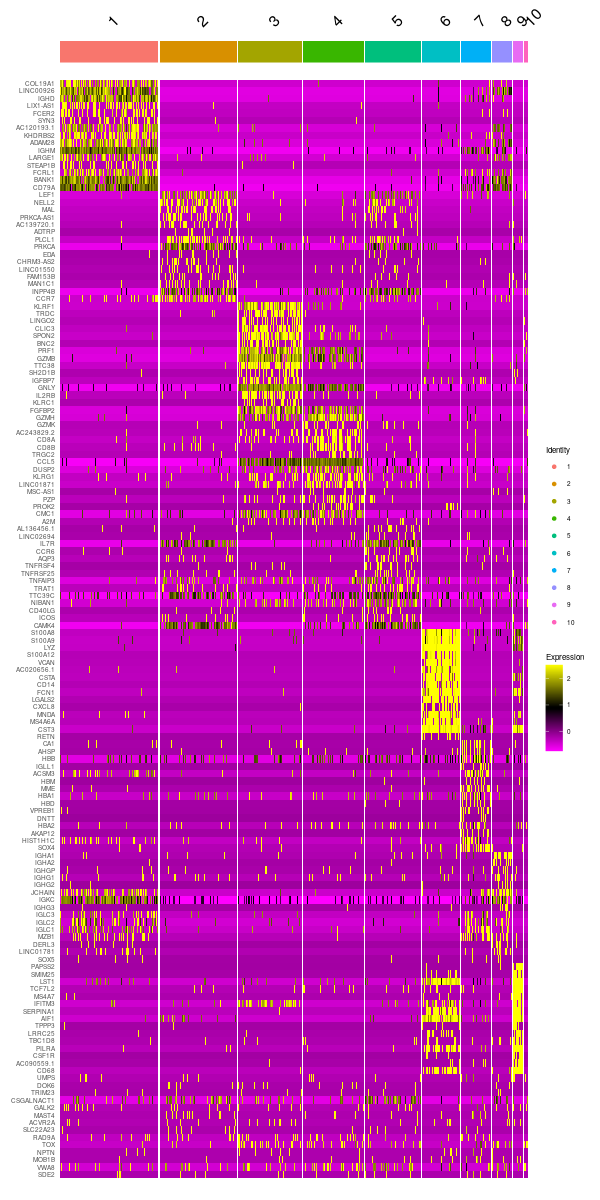 1 2 3 4 5 6 7 8 9 10
COL19A1
LINC00926
IGHD
LIX1-AS1
FCER2
SYN3
AC120193.1
KHDRBS2
ADAM28
IGHM
LARGE1
STEAP1B
FCRL1
BANK1
CD79A
LEF1
NELL2
MAL
PRKCA-AS1
AC139720.1
ADTRP
PLCL1
PRKCA
EDA
CHRM3-AS2
LINC01550
FAM153B
MAN1C1
INPP4B
CCR7
KLRF1
TRDC
LINGO2
CLIC3
SPON2
BNC2
PRF1
GZMB
TTC38
SH2D1B
IGFBP7
GNLY
IL2RB
KLRC1
FGFBP2
GZMH
GZMK
AC243829.2
CD8A
CD8B
TRGC2
CCL5
DUSP2
KLRG1
LINC01871
MSC-AS1
PZP
PROK2
CMC1
A2M
AL136456.1
LINC02694
IL7R
CCR6
AQP3
TNFRSF4
TNFRSF25
TNFAIP3
TRAT1
TTC39C
NIBAN1
CD40LG
ICOS
CAMK4
S100A8
S100A9
LYZ
S100A12
VCAN
AC020656.1
CSTA
CD14
FCN1
LGALS2
CXCL8
MNDA
MS4A6A
CST3
RETN
CA1
AHSP
HBB
IGLL1
ACSM3
HBM
MME
HBA1
HBD
VPREB1
DNTT
HBA2
AKAP12
HIST1H1C
SOX4
IGHA1
IGHA2
IGHGP
IGHG1
IGHG2
JCHAIN
IGKC
IGHG3
IGLC3
IGLC2
IGLC1
MZB1
DERL3
LINC01781
SOX5
PAPSS2
SMIM25
LST1
TCF7L2
MS4A7
IFITM3
SERPINA1
AIF1
TPPP3
LRRC25
TBC1D8
PILRA
CSF1R
AC090559.1
CD68
UMPS
DOK6
TRIM23
CSGALNACT1
GALK2
MAST4
ACVR2A
SLC22A23
RAD9A
TOX
NPTN
MOB1B
VWA8
SDE2
Identity
1
2
3
4
5
6
7
8
9
10
Expression
2
1
0